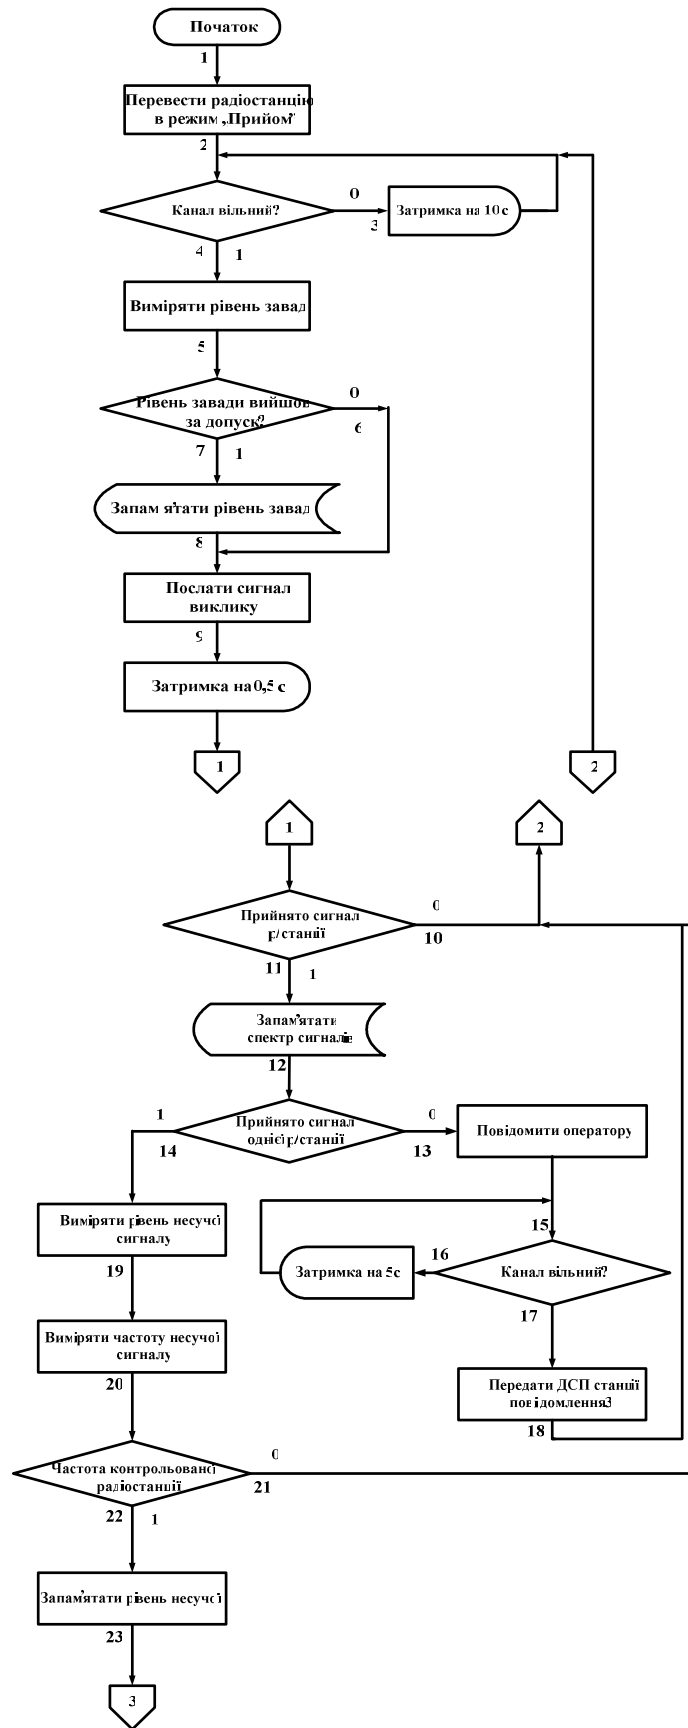 Початок
1
Перевести радіостанцію
в режим „Прийом”
2
Канал вільний?
0
3
Затримка на 10 с
4
1
Виміряти рівень завад
5
Рівень завади вийшов
за допуск?
0
6
7
1
Запам'ятати рівень завад
8
Послати сигнал
виклику
9
Затримка на 0,5 с
1
2
1
2
Прийнято сигнал
р/станції
0
10
11
1
Запам'ятати
спектр сигналів
12
Прийнято сигнал
однієї р/станції
1
14
0
13
Повідомити оператору
15
Виміряти рівень несучої
сигналу
19
Затримка на 5с
16
Канал вільний?
17
Виміряти частоту несучої
сигналу
20
Передати ДСП станції
повідомлення3
18
Частота контрольованої
радіостанції
0
21
22
1
Запам'ятати рівень несучої
23
3